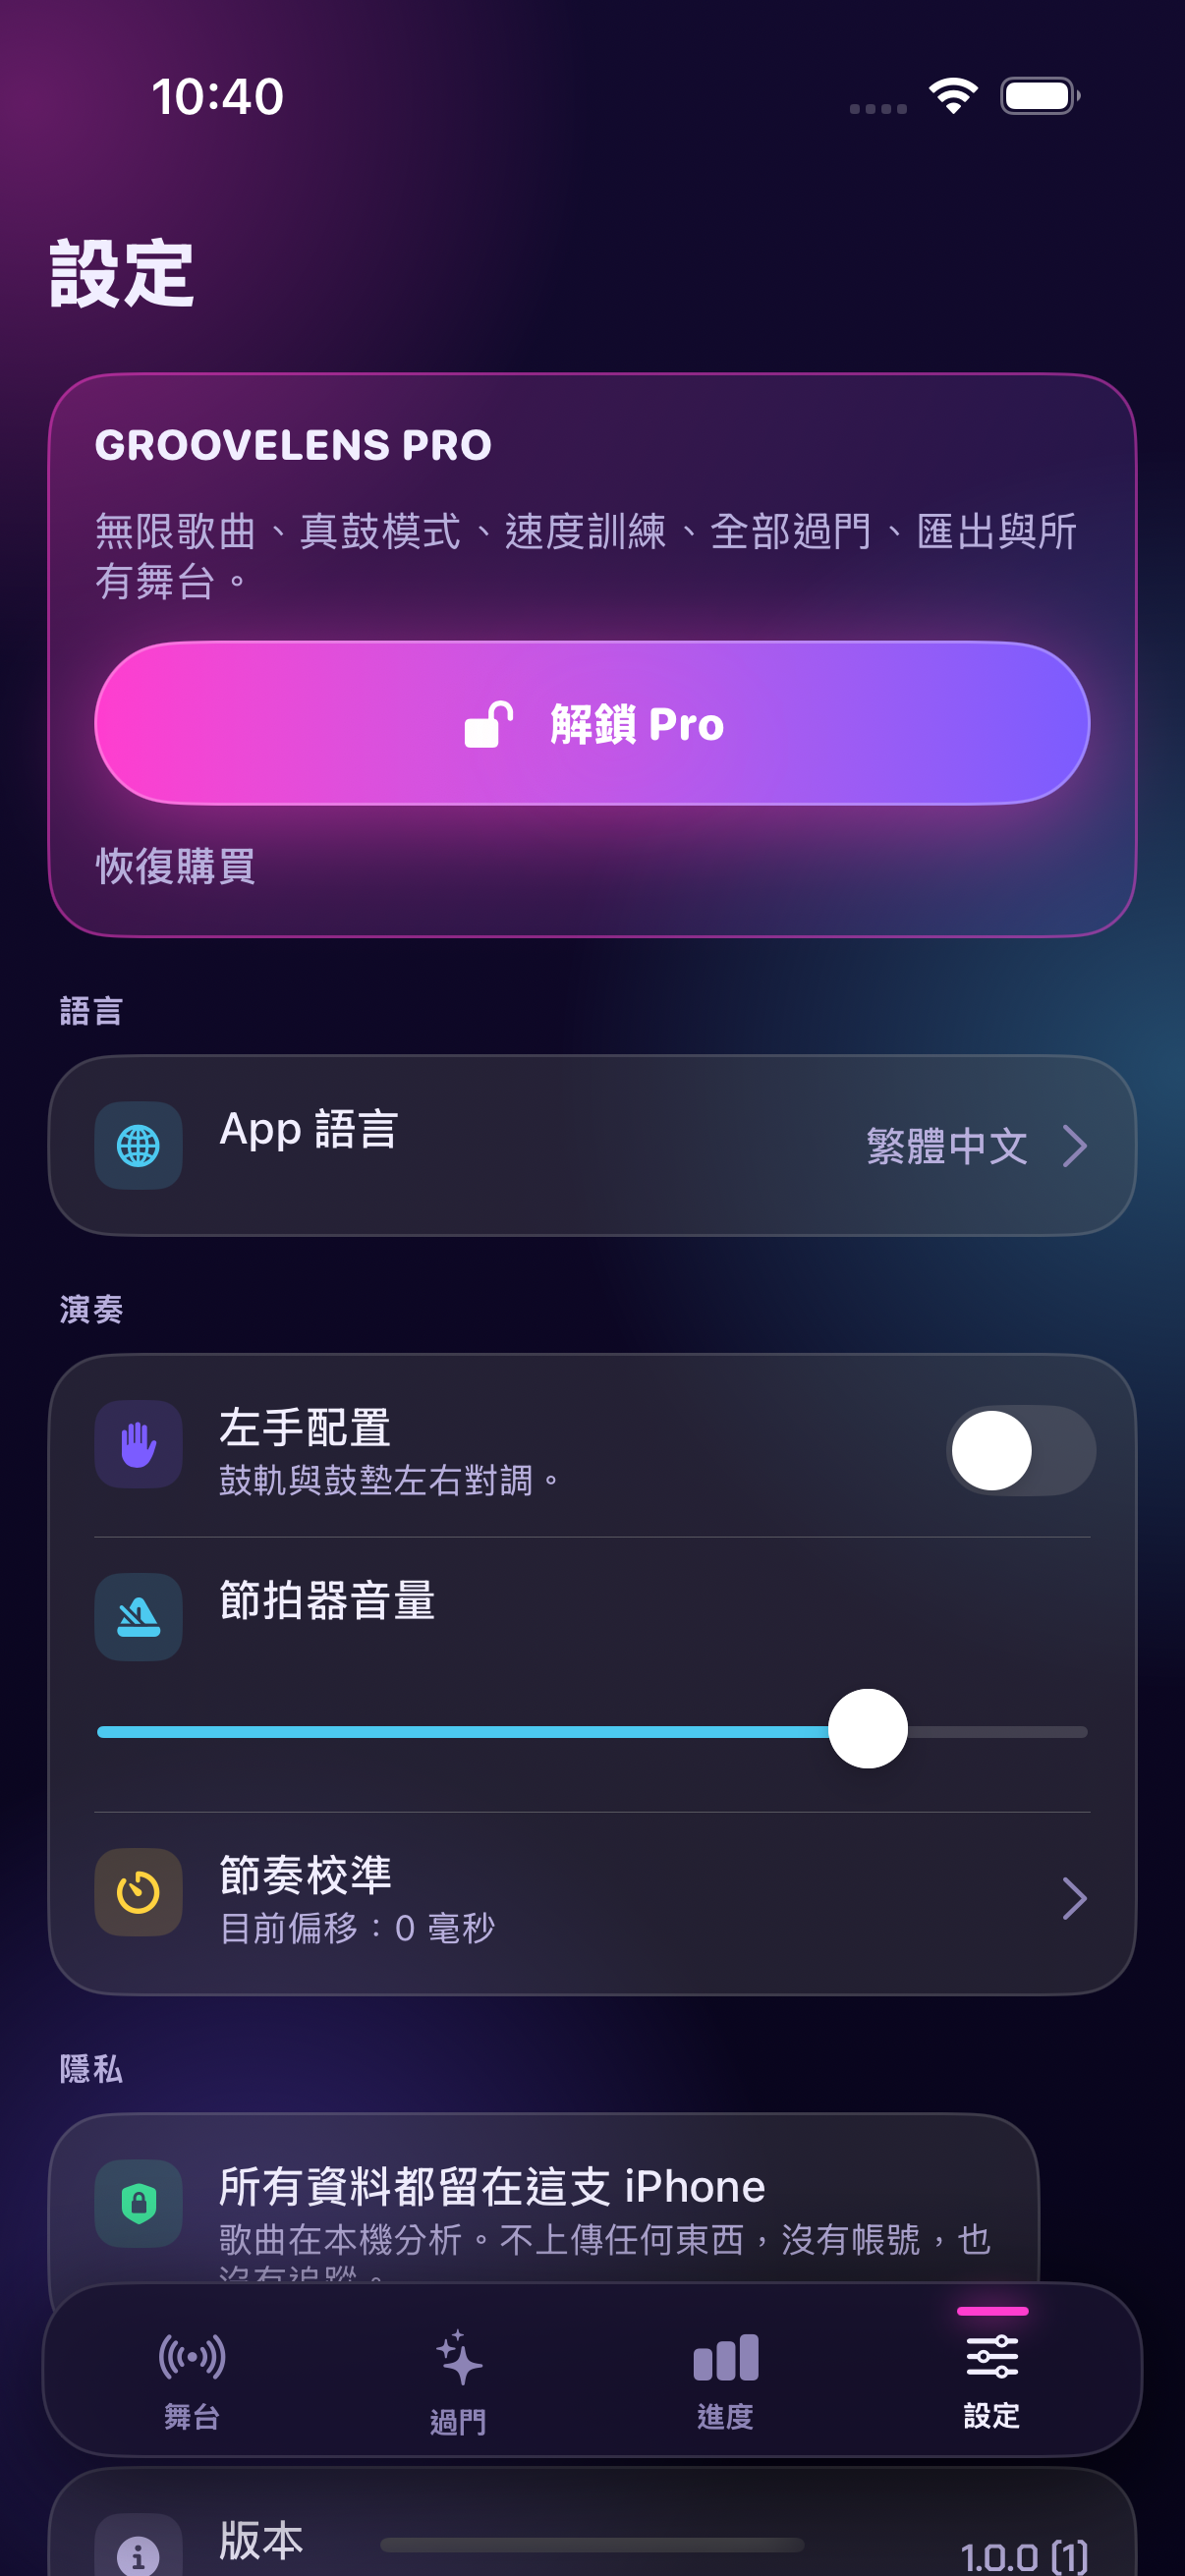 10:40
設定
GROOVELENS PRO
無限歌曲、真鼓模式、速度訓練、全部過門、匯出與所
有舞台。
解鎖 Pro
恢復購買
語言
App 語言
繁體中文
演奏
左手配置
鼓軌與鼓墊左右對調。
節拍器音量
節奏校準
目前偏移：0 毫秒
隱私
所有資料都留在這支 iPhone
歌曲在本機分析。不上傳任何東西，沒有帳號，也
沒有追蹤。
舞台
過門
進度
設定
版本
1.0.0 (1)